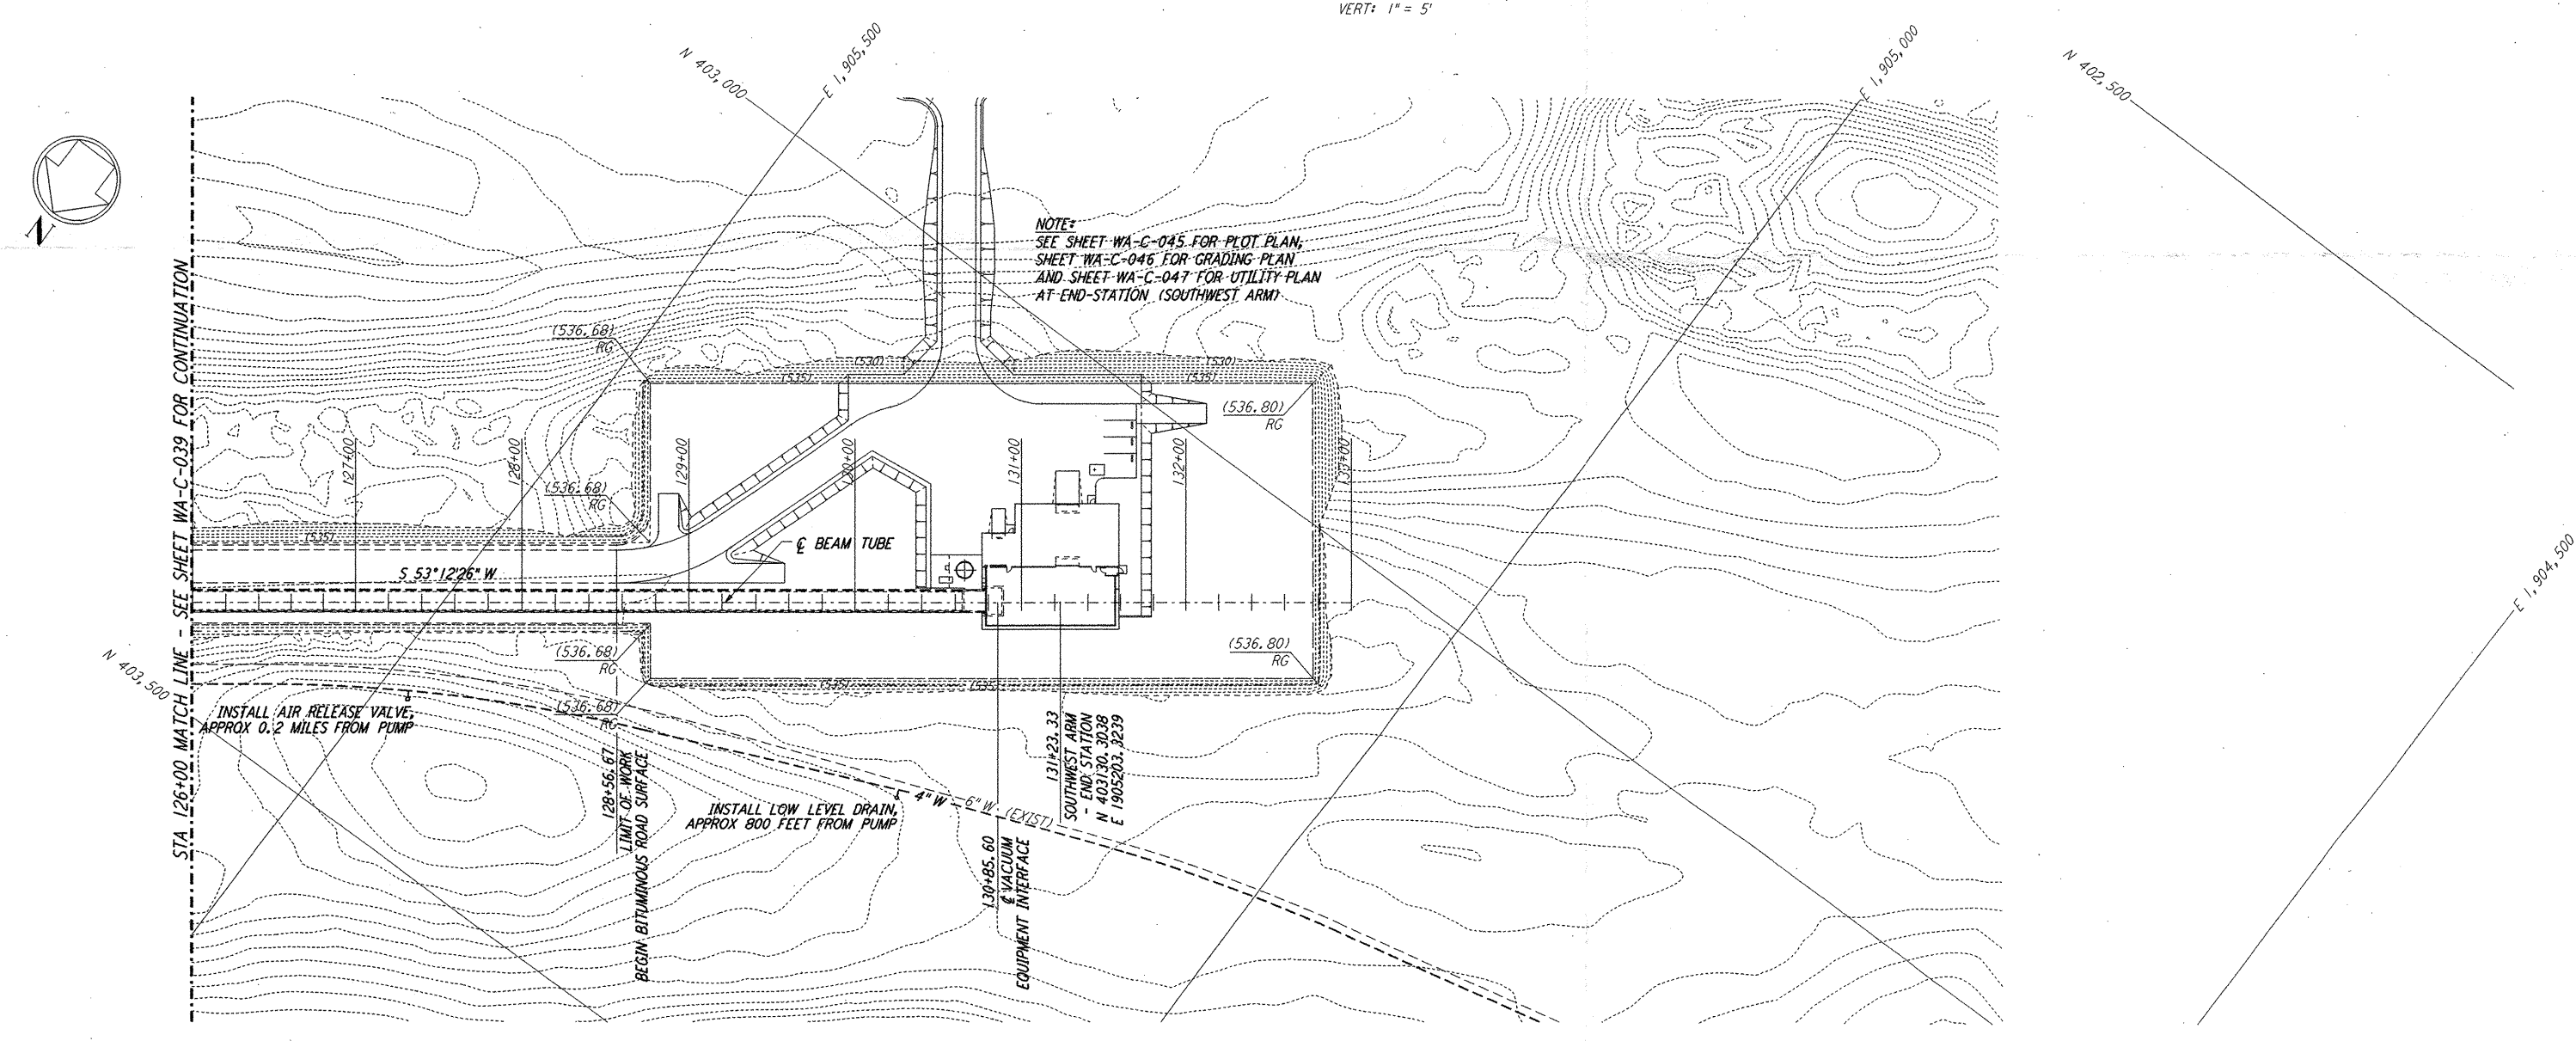 VERT: 1" = 5'
N 403,000
E 1,905,500
E 1,905,000
N 402,500
N
NOTE:
SEE SHEET WA-C-045 FOR PLOT PLAN,
SHEET WA-C-046 FOR GRADING PLAN
AND SHEET WA-C-047 FOR UTILITY PLAN
AT END-STATION (SOUTHWEST ARM)
STA 126+00 MATCH LINE - SEE SHEET WA-C-039 FOR CONTINUATION
(536.68)
RG
(530)
(530)
(535)
(535)
(536.80)
RG
127+00
128+00
129+00
130+00
131+00
132+00
133+00
(536.68)
RG
(535)
℄ BEAM TUBE
S 53°12'26" W
E 1,904,500
(536.68)
RG
(536.80)
RG
N 403,500
(535)
(535)
(536.68)
RG
INSTALL AIR RELEASE VALVE,
APPROX 0.2 MILES FROM PUMP
128+56.67
LIMIT OF WORK
BEGIN BITUMINOUS ROAD SURFACE
INSTALL LOW LEVEL DRAIN,
APPROX 800 FEET FROM PUMP
4" W
6" W (EXIST)
131+23.33
SOUTHWEST ARM
- END STATION
N 403130.3038
E 1905203.3239
130+85.60
℄ VACUUM
EQUIPMENT INTERFACE